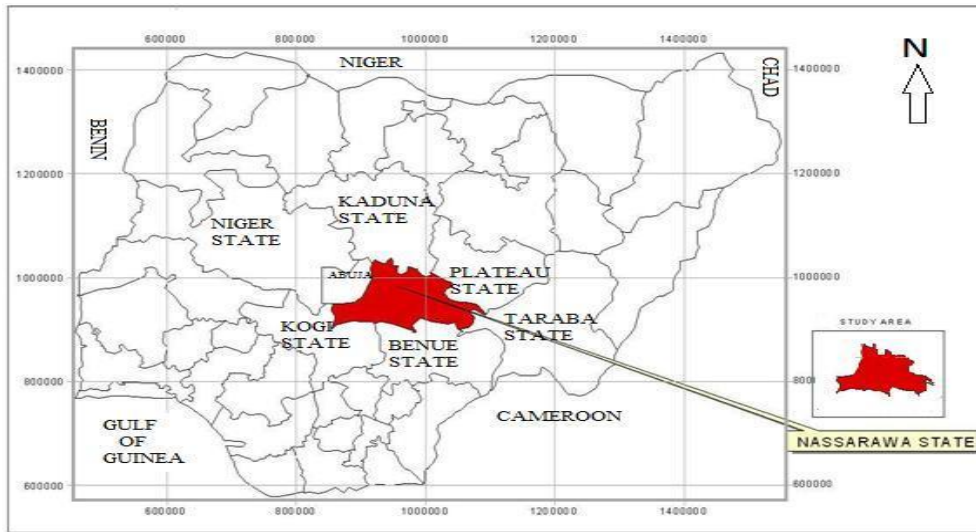 600000 800000 1000000 1200000 1400000
NIGER
1400000 1400000
CHAD
N
BENIN
1200000 1200000
KADUNA
STATE
NIGER
STATE
1000000 1000000
ABUJA
PLATEAU
STATE
TARABA
STATE
KOGI
STATE
BENUE
STATE
STUDY AREA
800000 8000
CAMEROON
GULF
OF
GUINEA
NASSARAWA STATE
600000 600000
600000 800000 1000000 1200000 1400000